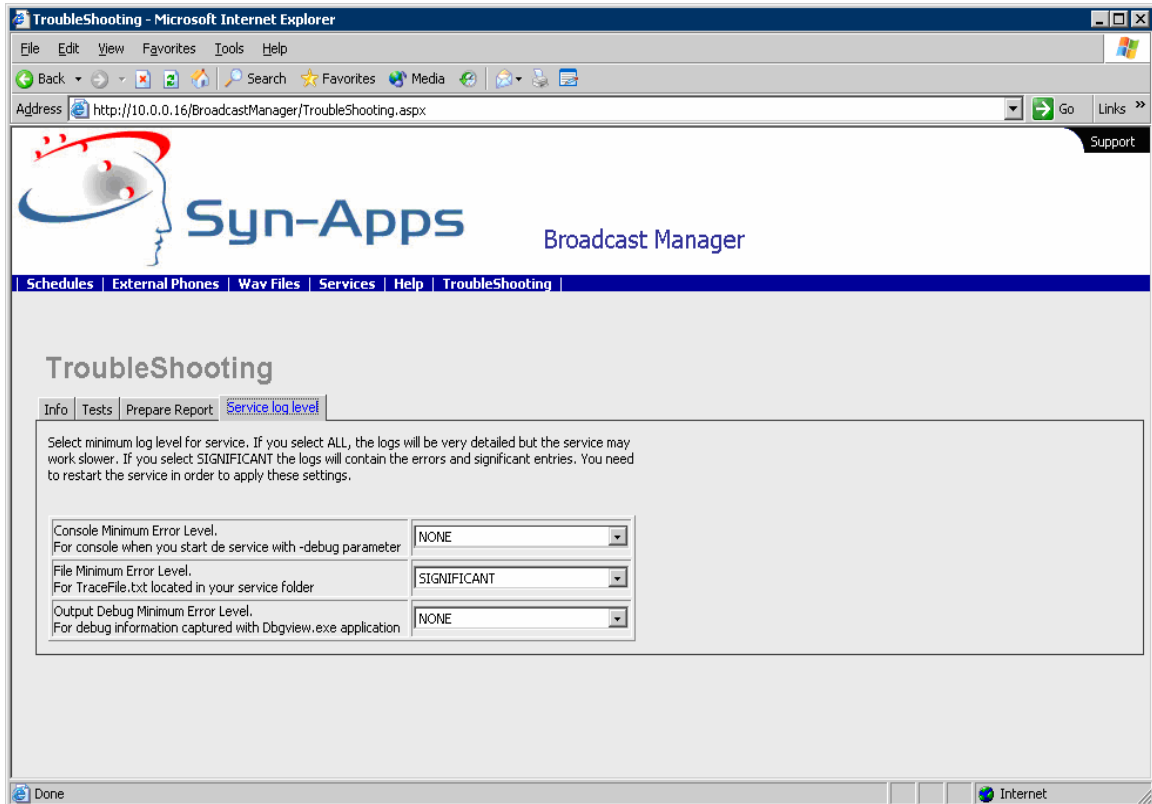 TroubleShooting - Microsoft Internet Explorer
File Edit View Favorites Tools Help
Back Search Favorites Media
Address http://10.0.0.16/BroadcastManager/TroubleShooting.aspx Go Links »
Support
Syn-Apps
Broadcast Manager
| Schedules | External Phones | Wav Files | Services | Help | TroubleShooting |
TroubleShooting
Info Tests Prepare Report Service log level
Select minimum log level for service. If you select ALL, the logs will be very detailed but the service may
work slower. If you select SIGNIFICANT the logs will contain the errors and significant entries. You need
to restart the service in order to apply these settings.
Console Minimum Error Level.
For console when you start de service with -debug parameter
NONE
File Minimum Error Level.
For TraceFile.txt located in your service folder
SIGNIFICANT
Output Debug Minimum Error Level.
For debug information captured with Dbgview.exe application
NONE
Done Internet